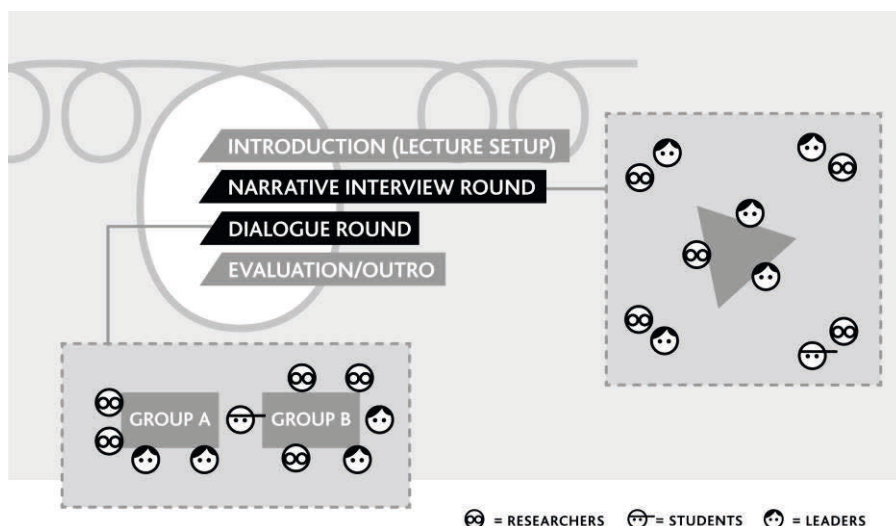 INTRODUCTION (LECTURE SETUP)
NARRATIVE INTERVIEW ROUND
DIALOGUE ROUND
EVALUATION/OUTRO
GROUP A
GROUP B
= RESEARCHERS = STUDENTS = LEADERS